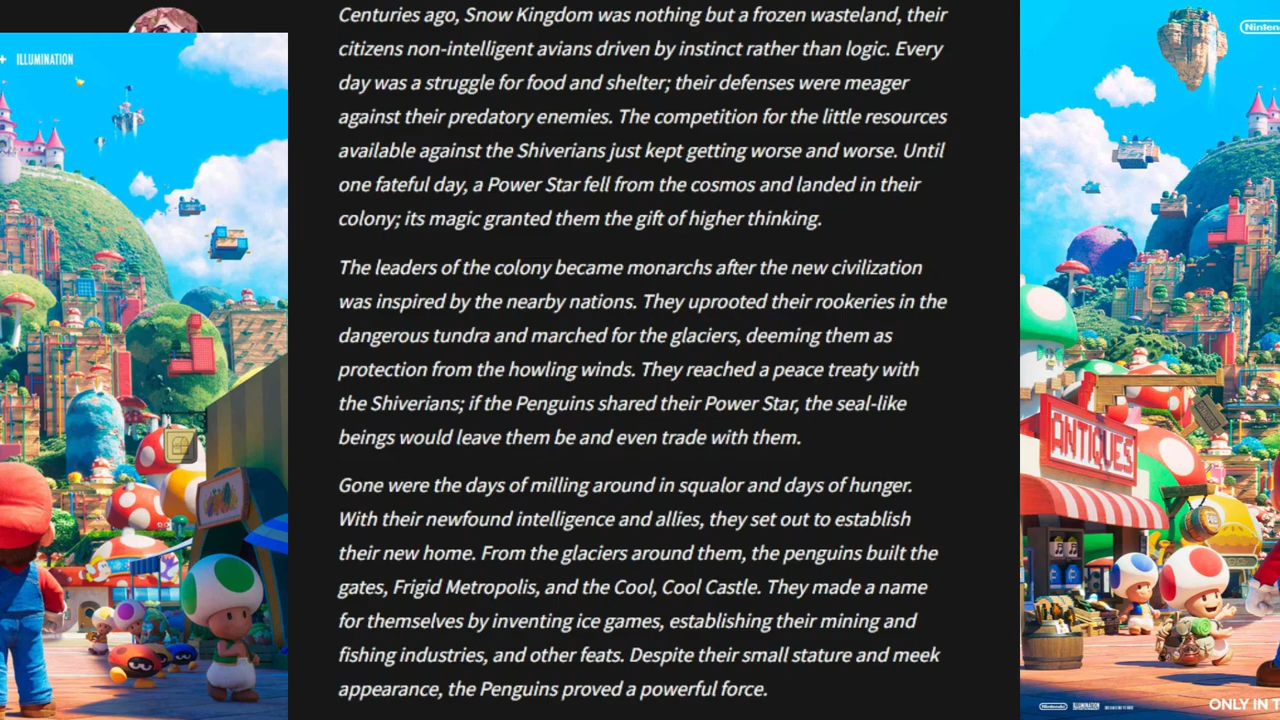 ILLUMINATION
Centuries ago, Snow Kingdom was nothing but a frozen wasteland, their
citizens non-intelligent avians driven by instinct rather than logic. Every
day was a struggle for food and shelter; their defenses were meager
against their predatory enemies. The competition for the little resources
available against the Shiverians just kept getting worse and worse. Until
one fateful day, a Power Star fell from the cosmos and landed in their
colony; its magic granted them the gift of higher thinking.
The leaders of the colony became monarchs after the new civilization
was inspired by the nearby nations. They uprooted their rookeries in the
dangerous tundra and marched for the glaciers, deeming them as
protection from the howling winds. They reached a peace treaty with
the Shiverians; if the Penguins shared their Power Star, the seal-like
beings would leave them be and even trade with them.
Gone were the days of milling around in squalor and days of hunger.
With their newfound intelligence and allies, they set out to establish
their new home. From the glaciers around them, the penguins built the
gates, Frigid Metropolis, and the Cool, Cool Castle. They made a name
for themselves by inventing ice games, establishing their mining and
fishing industries, and other feats. Despite their small stature and meek
appearance, the Penguins proved a powerful force.
Ninten
ANTIQUES
Nintendo
ILLUMINATION
ONLY IN T